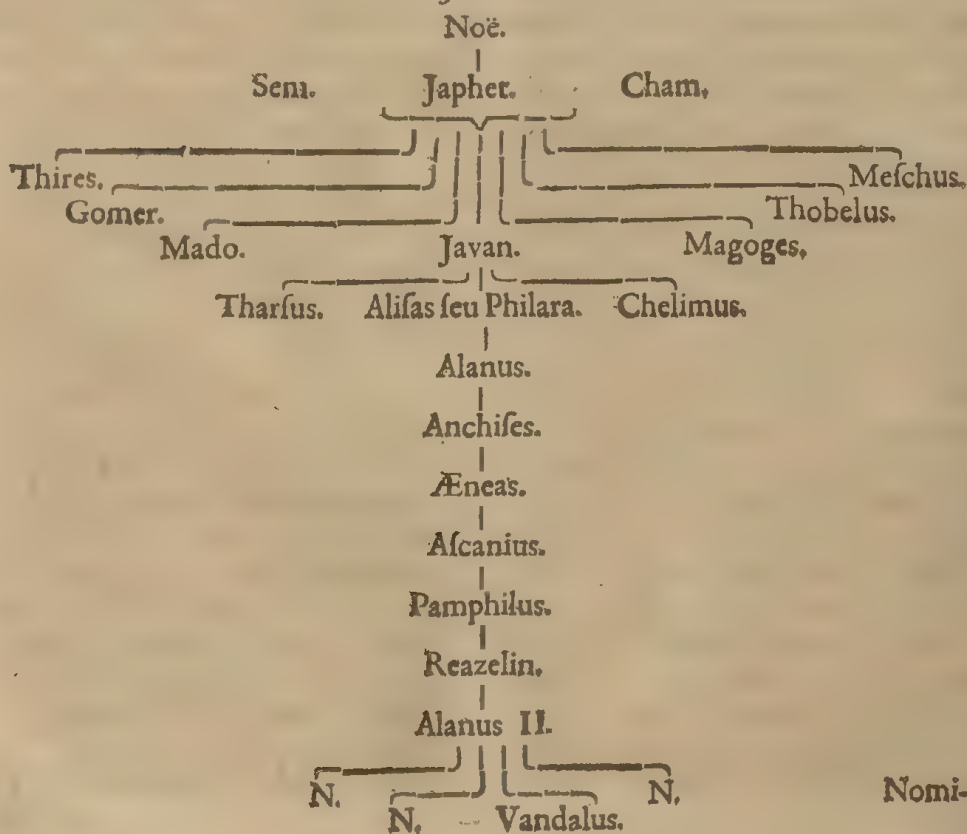 Noë.
Sem. Japhet. Cham.
Thires. Meſchus.
Gomer. Thobelus.
Mado. Javan. Magoges.
Tharſus. Aliſas ſeu Philara. Chelimus.
Alanus.
Anchiſes.
Æneas.
Aſcanius.
Pamphilus.
Reazelin.
Alanus II.
N. N. Nomi-
N. Vandalus.